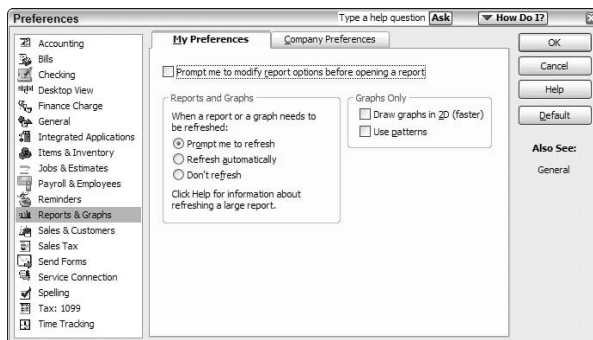 Preferences
Type a help question Ask
How Do I?
Accounting
Bills
Checking
Desktop View
Finance Charge
General
Integrated Applications
Items & Inventory
Jobs & Estimates
Payroll & Employees
Reminders
Reports & Graphs
Sales & Customers
Sales Tax
Send Forms
Service Connection
Spelling
Tax: 1099
Time Tracking
My Preferences
Company Preferences
Prompt me to modify report options before opening a report
Reports and Graphs
When a report or a graph needs to
be refreshed:
Prompt me to refresh
Refresh automatically
Don't refresh
Click Help for information about
refreshing a large report.
Graphs Only
Draw graphs in 2D (faster)
Use patterns
OK
Cancel
Help
Default
Also See:
General